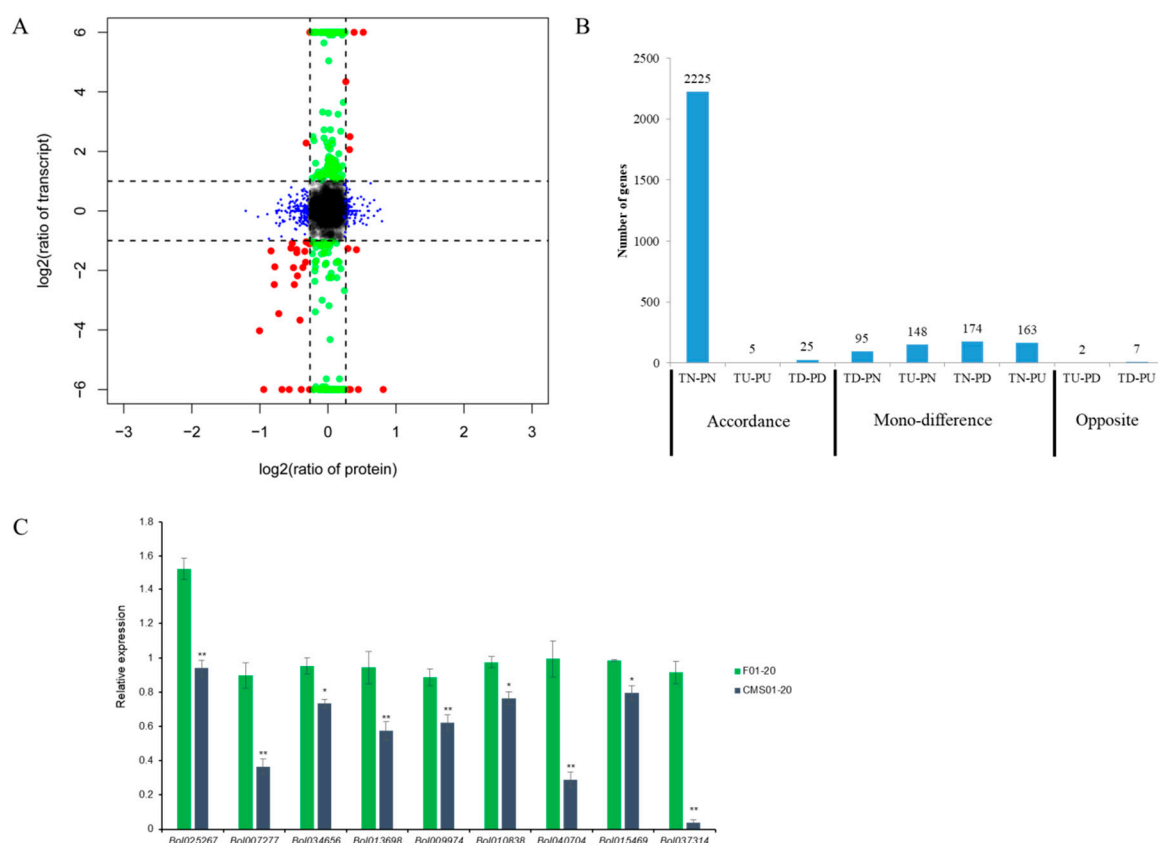 A
6
4
2
0
−2
−4
−6
log2(ratio of transcript)
−3 −2 −1 0 1 2 3
log2(ratio of protein)
B
2500
2000
1500
1000
500
0
Number of genes
2225 5 25 95 148 174 163 2 7
TN-PN TU-PU TD-PD TD-PN TU-PN TN-PD TN-PU TU-PD TD-PU
Accordance Mono-difference Opposite
C
1.8
1.6
1.4
1.2
1
0.8
0.6
0.4
0.2
0
Relative expression
** ** * ** ** * ** * **
F01-20
CMS01-20
Bol025267 Bol007277 Bol034656 Bol013698 Bol009974 Bol010838 Bol040704 Bol015469 Bol037314